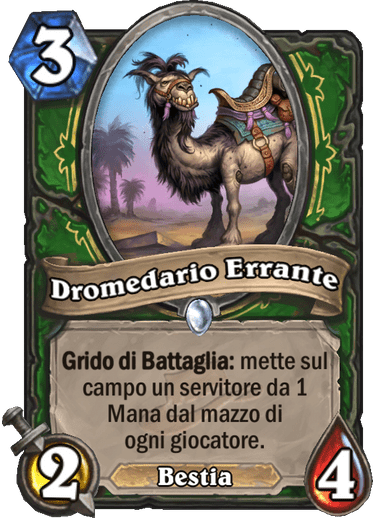 3
Dromedario Errante
Grido di Battaglia: mette sul
campo un servitore da 1
Mana dal mazzo di
ogni giocatore.
2
Bestia
4